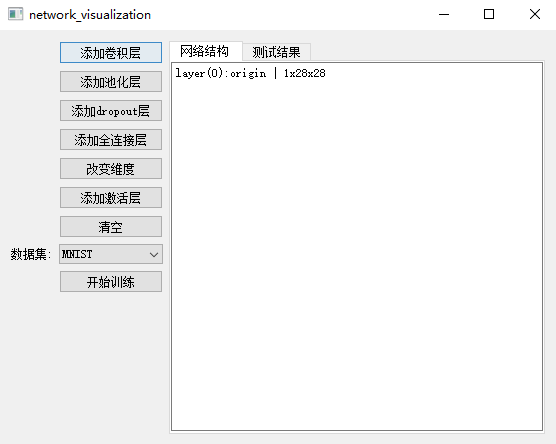 network_visualization
添加卷积层
添加池化层
添加dropout层
添加全连接层
改变维度
添加激活层
清空
数据集: MNIST
开始训练
网络结构 测试结果
layer(0):origin | 1x28x28